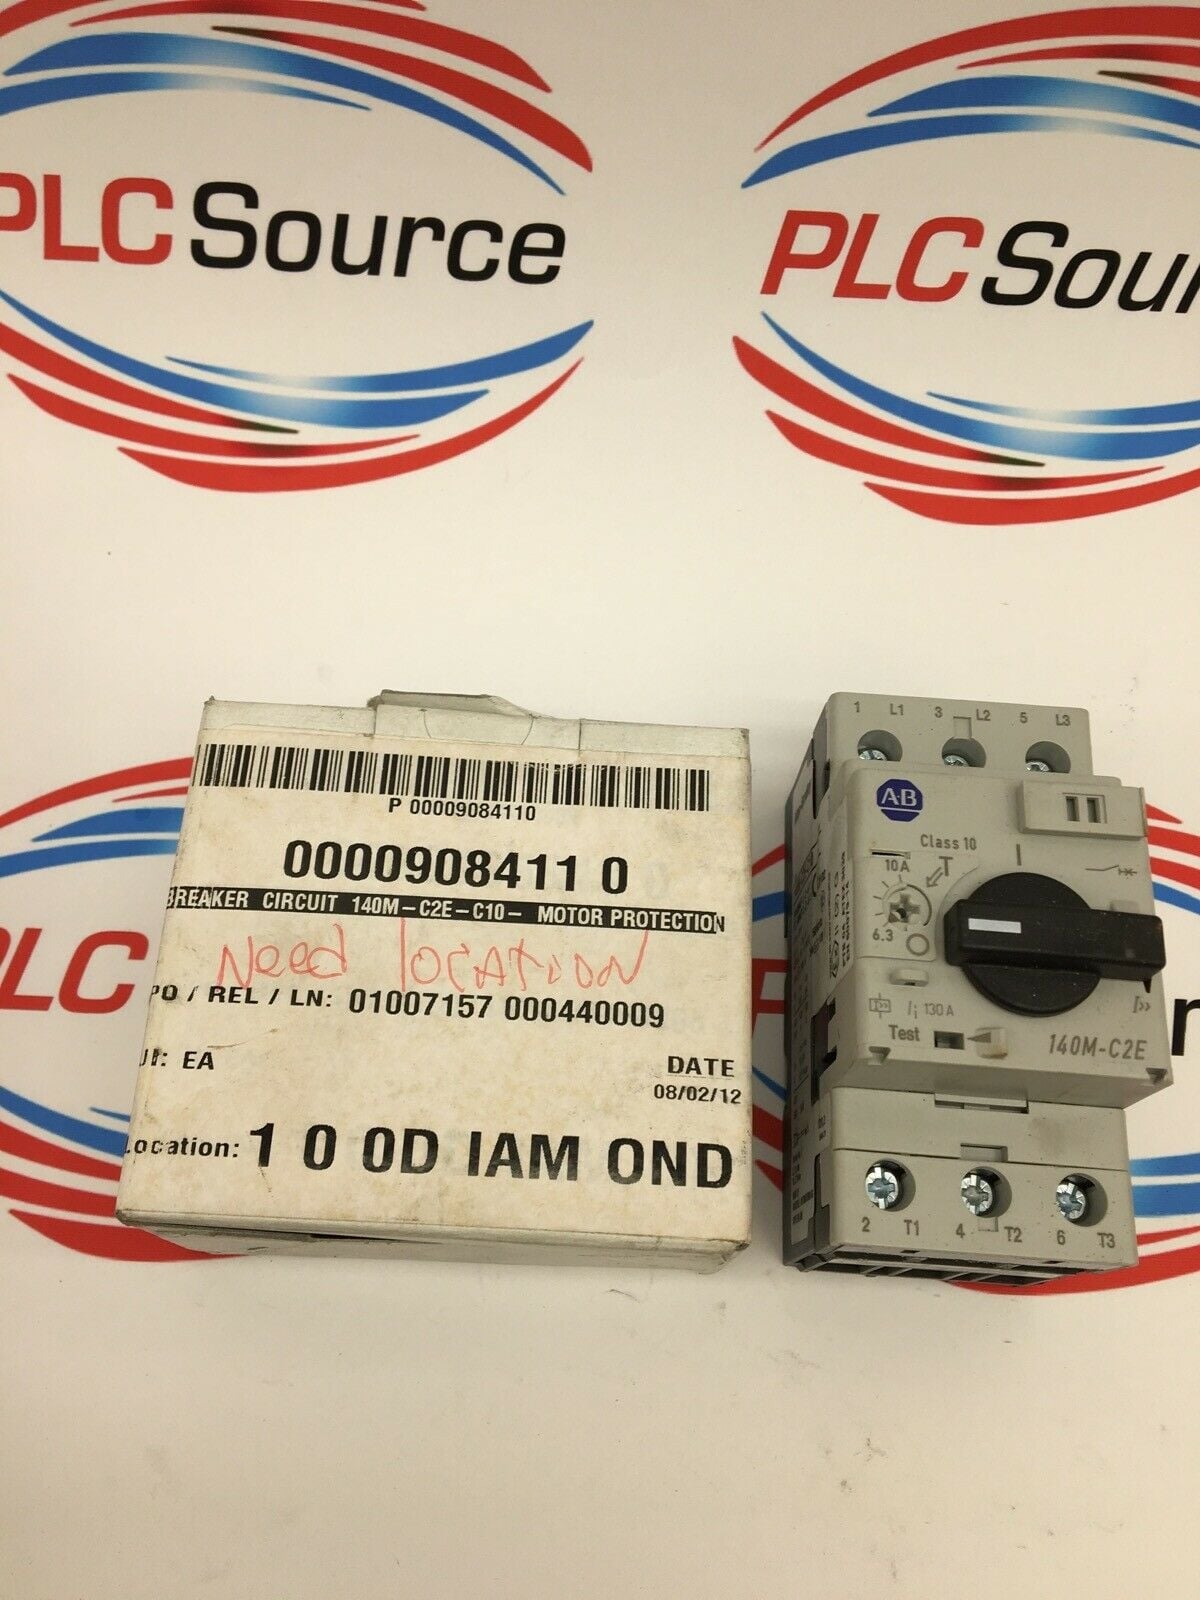 PLC Source
PLC Sour
P 00009084110
0000908411 0
BREAKER CIRCUIT 140M-C2E-C10- MOTOR PROTECTION
Need location
PO / REL / LN: 01007157 000440009
EA
DATE
08/02/12
Location: 1 0 0D IAM OND
1 L1 3 L2 5 L3
A-B
Class 10
10A
T
I
6.3
Ii 130A
Test
140M-C2E
2 T1 4 T2 6 T3
PLC